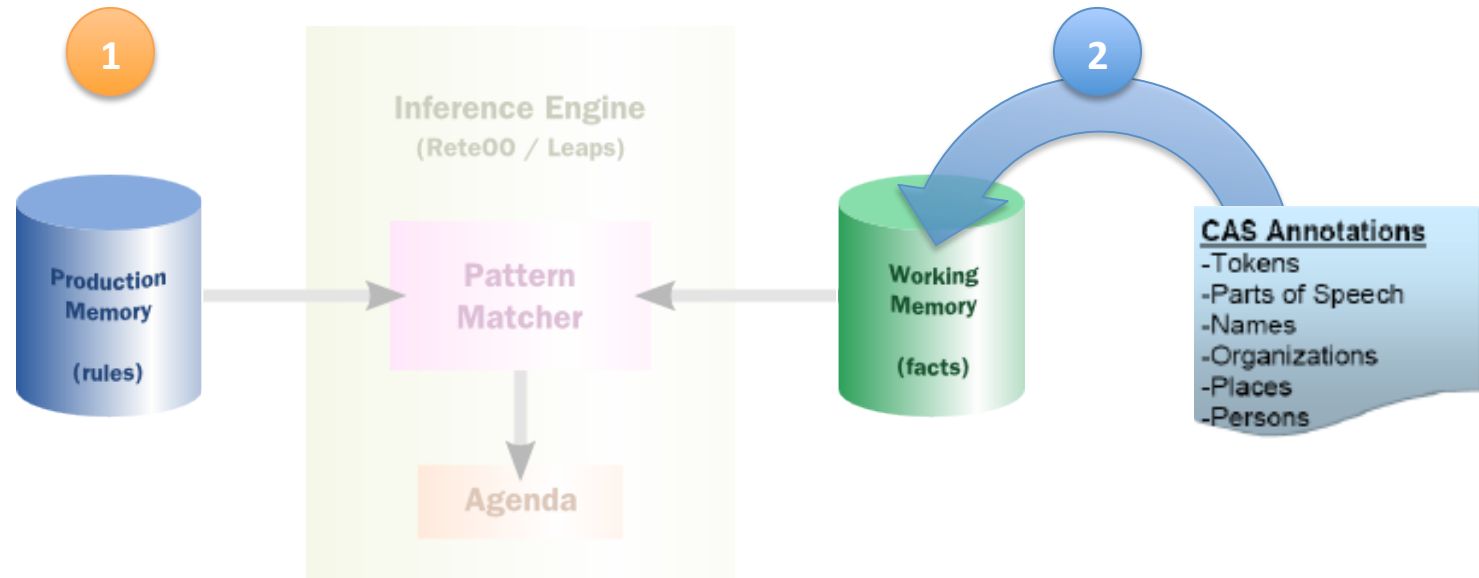 1
2
Inference Engine
(ReteOO / Leaps)
Production
Memory
(rules)
Pattern
Matcher
Working
Memory
(facts)
CAS Annotations
-Tokens
-Parts of Speech
-Names
-Organizations
-Places
-Persons
Agenda